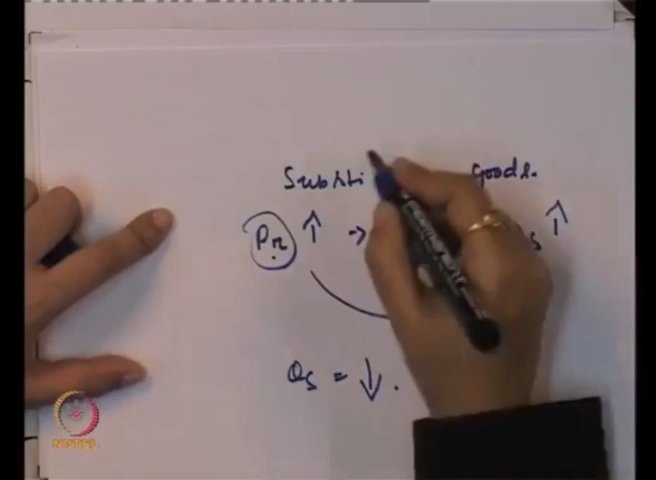 Substi goods.
Pr ↑ → s ↑
Qs = ↓ .
NPTEL